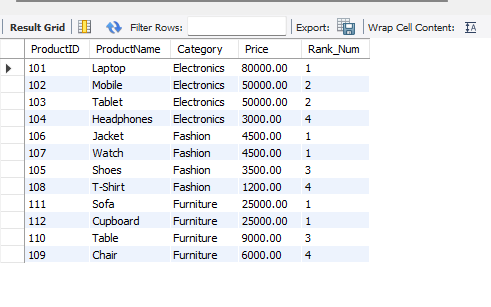 Result Grid Filter Rows: Export: Wrap Cell Content:
ProductID ProductName Category Price Rank_Num
101 Laptop Electronics 80000.00 1
102 Mobile Electronics 50000.00 2
103 Tablet Electronics 50000.00 2
104 Headphones Electronics 3000.00 4
106 Jacket Fashion 4500.00 1
107 Watch Fashion 4500.00 1
105 Shoes Fashion 3500.00 3
108 T-Shirt Fashion 1200.00 4
111 Sofa Furniture 25000.00 1
112 Cupboard Furniture 25000.00 1
110 Table Furniture 9000.00 3
109 Chair Furniture 6000.00 4